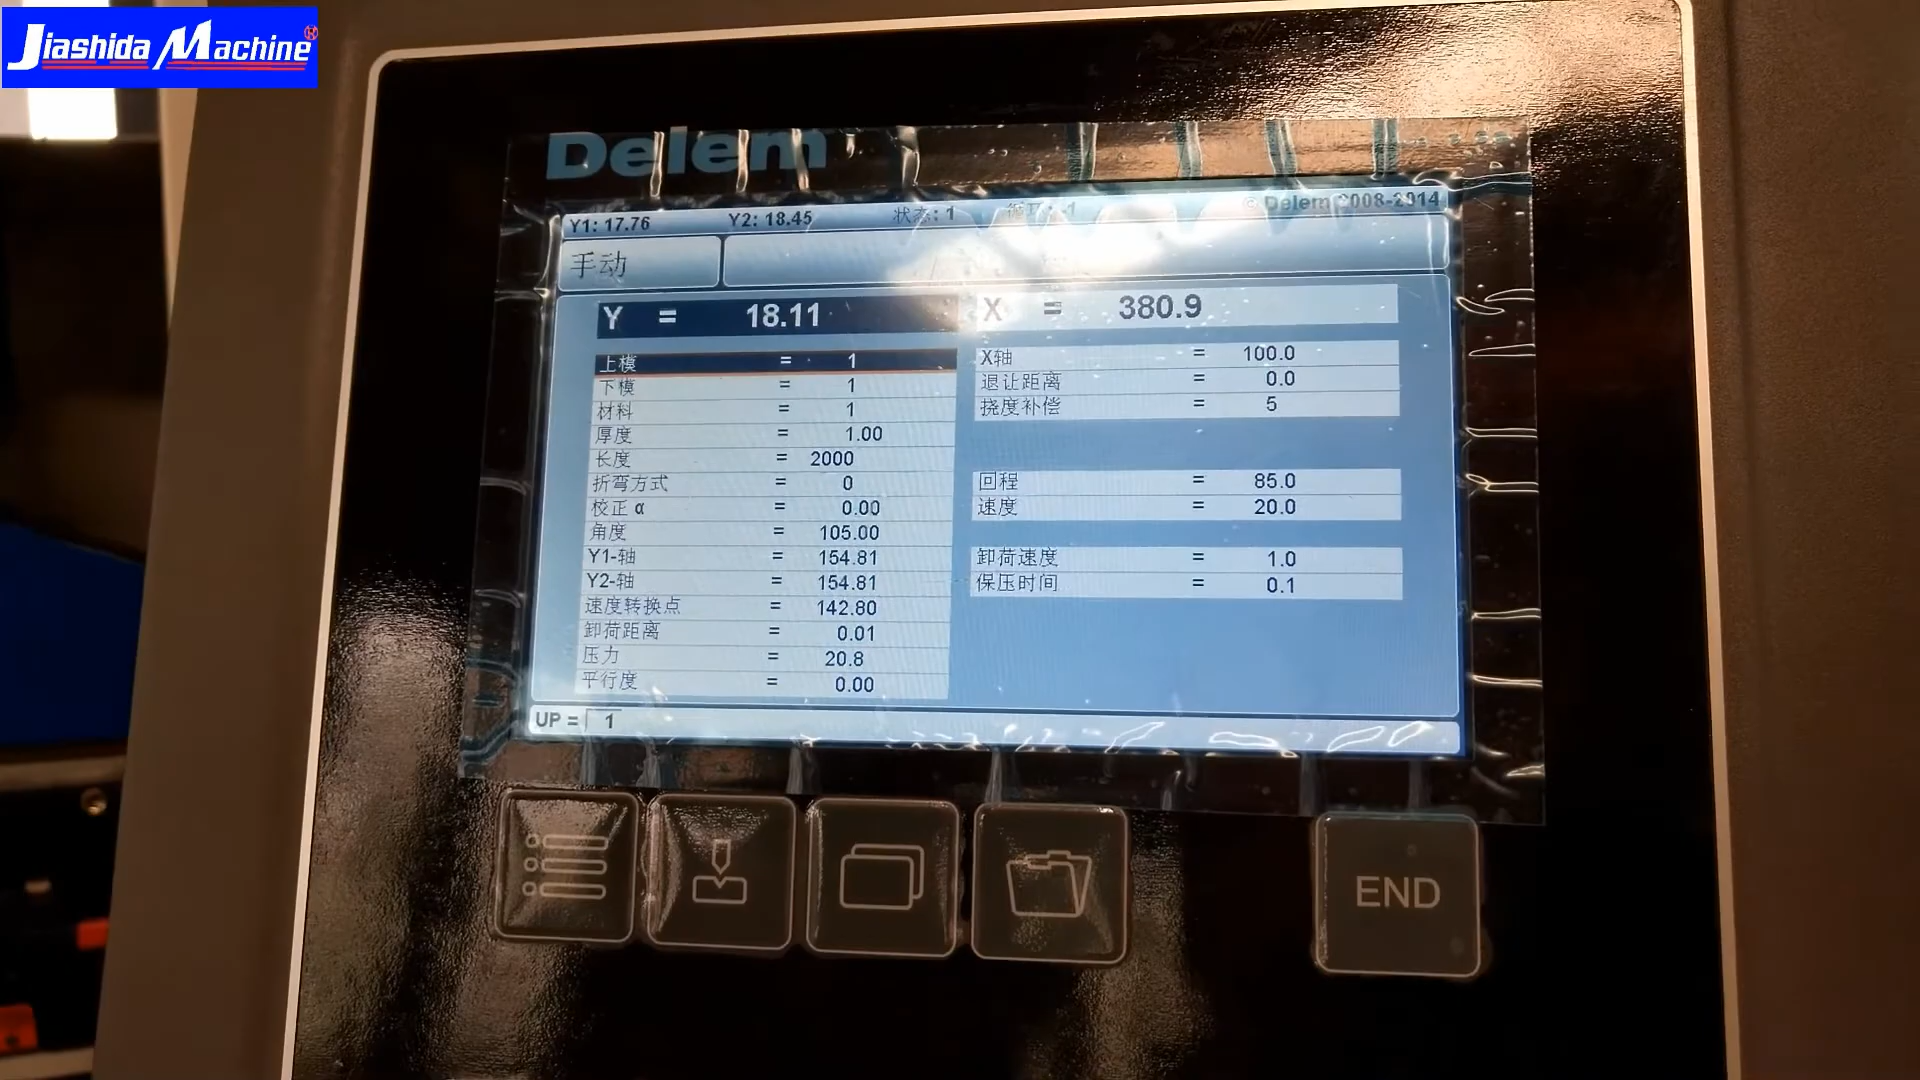 Jiashida Machine®
Delem
Y1: 17.76 Y2: 18.45 状态: 1 循环: -1 © Delem 2008-2014
手动
Y = 18.11 X = 380.9
上模 = 1
下模 = 1
材料 = 1
厚度 = 1.00
长度 = 2000
折弯方式 = 0
校正 α = 0.00
角度 = 105.00
Y1-轴 = 154.81
Y2-轴 = 154.81
速度转换点 = 142.80
卸荷距离 = 0.01
压力 = 20.8
平行度 = 0.00
X轴 = 100.0
退让距离 = 0.0
挠度补偿 = 5
回程 = 85.0
速度 = 20.0
卸荷速度 = 1.0
保压时间 = 0.1
UP = 1
END